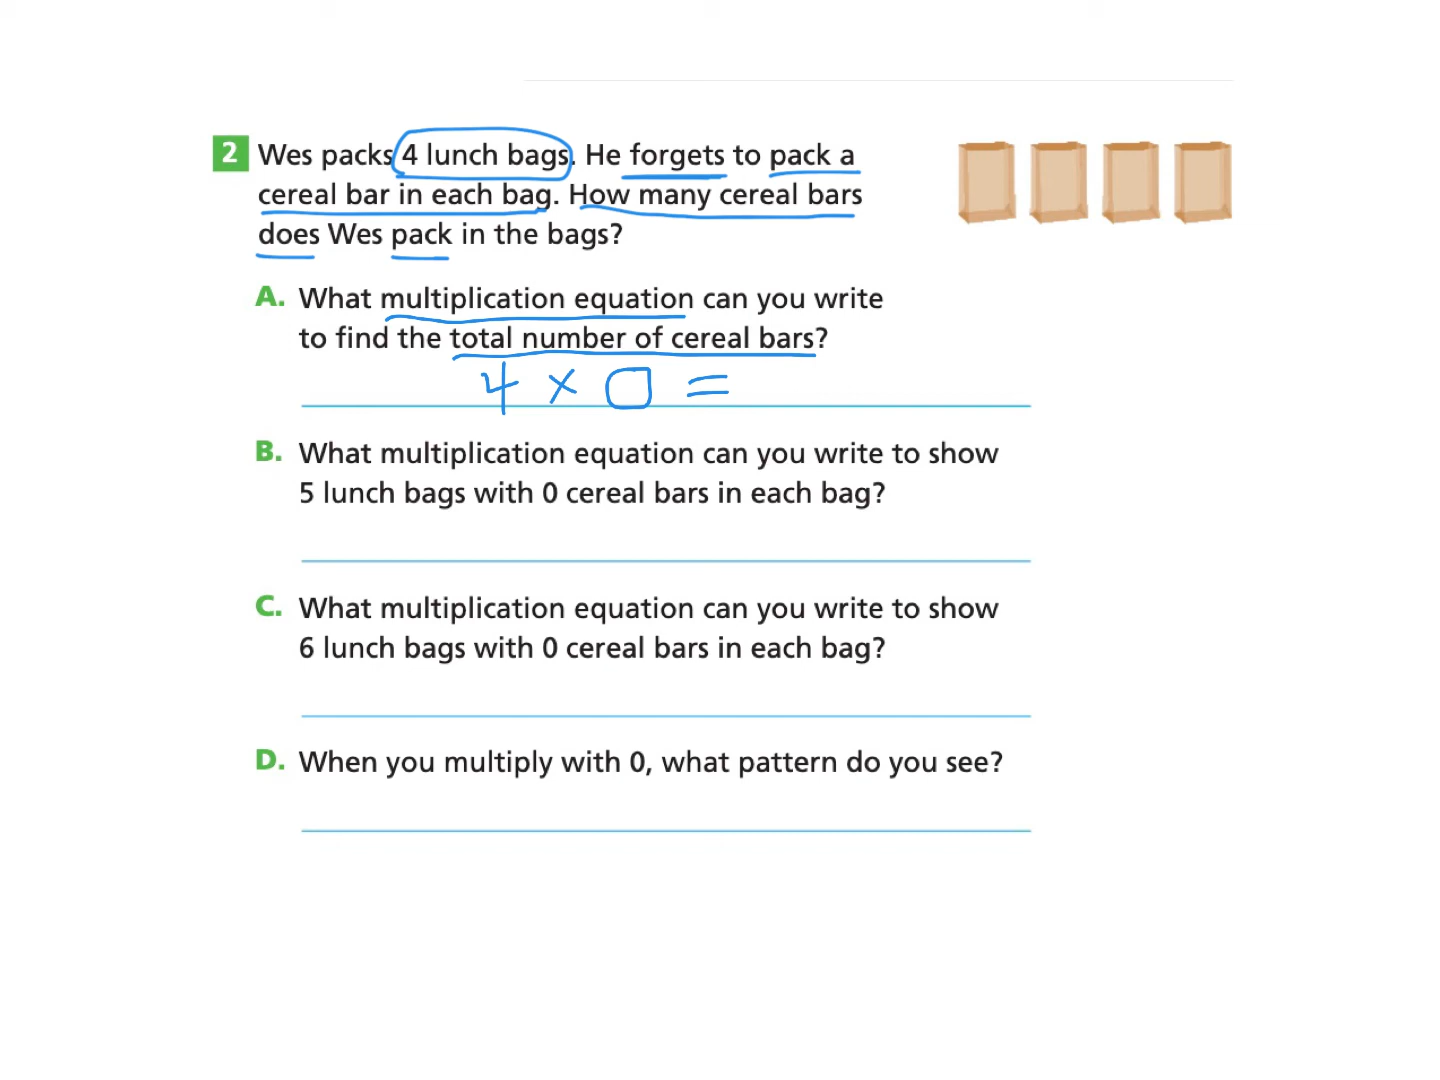 2 Wes packs 4 lunch bags. He forgets to pack a
cereal bar in each bag. How many cereal bars
does Wes pack in the bags?
A. What multiplication equation can you write
to find the total number of cereal bars?
4 × 0 =
B. What multiplication equation can you write to show
5 lunch bags with 0 cereal bars in each bag?
C. What multiplication equation can you write to show
6 lunch bags with 0 cereal bars in each bag?
D. When you multiply with 0, what pattern do you see?